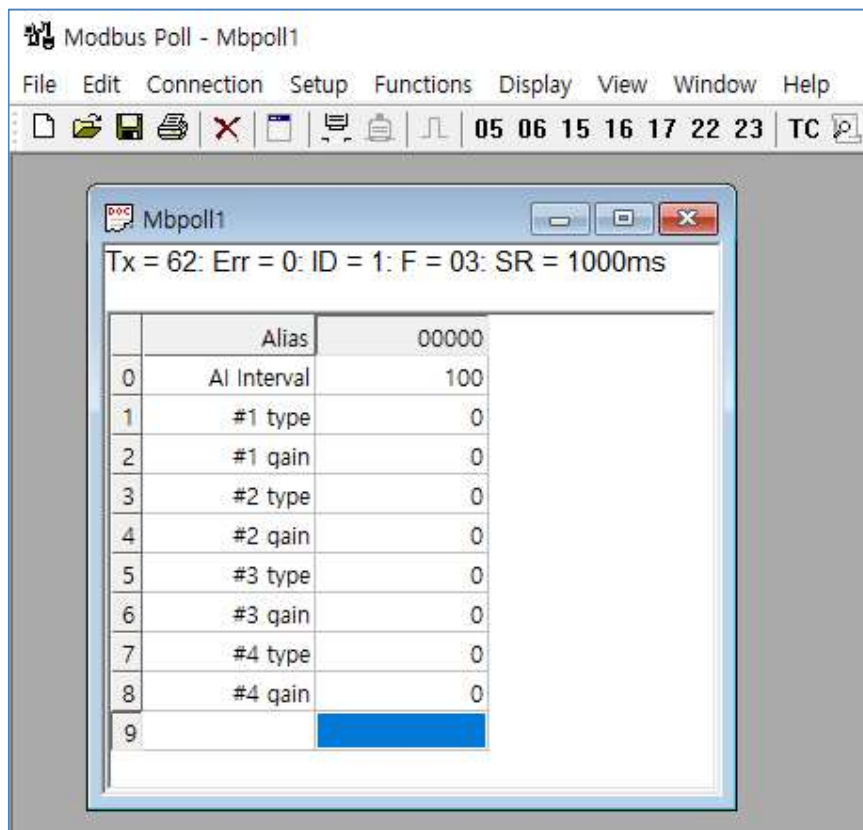 Modbus Poll - Mbpoll1
File Edit Connection Setup Functions Display View Window Help
05 06 15 16 17 22 23 TC
Mbpoll1
Tx = 62: Err = 0: ID = 1: F = 03: SR = 1000ms
Alias 00000
0 AI Interval 100
1 #1 type 0
2 #1 gain 0
3 #2 type 0
4 #2 gain 0
5 #3 type 0
6 #3 gain 0
7 #4 type 0
8 #4 gain 0
9